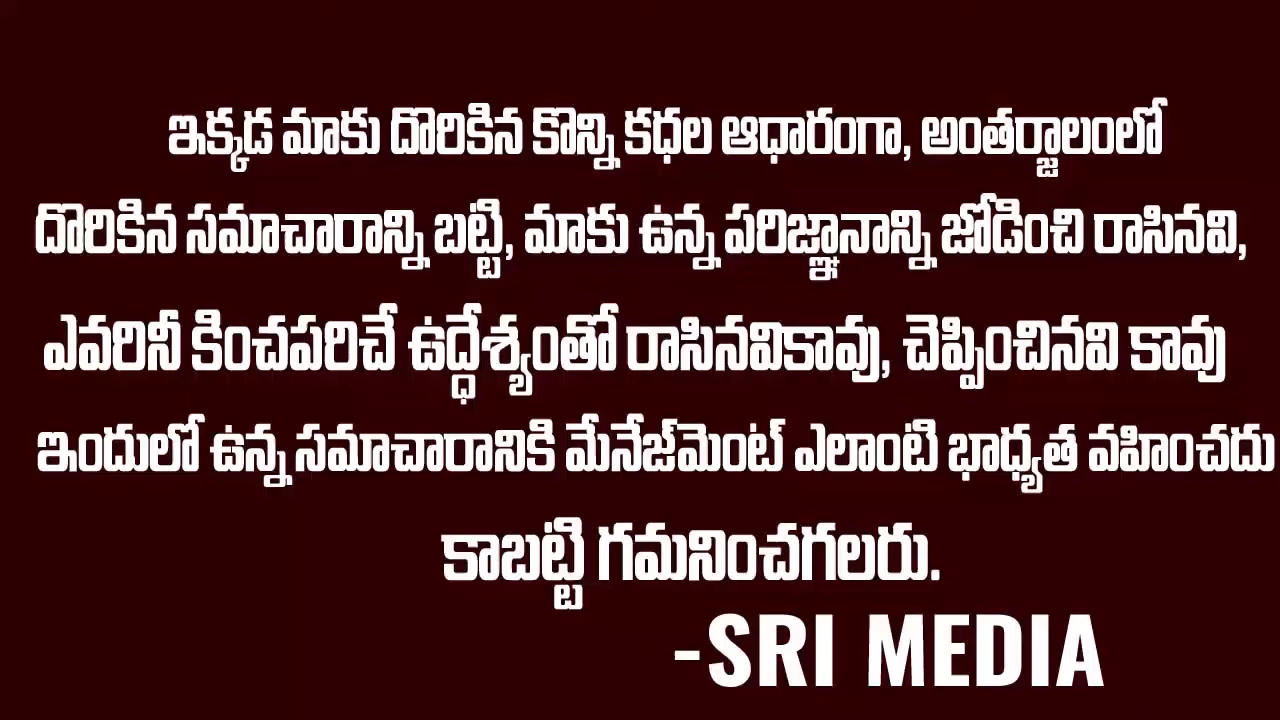 ఇక్కడ మాకు దొరికిన కొన్ని కధల ఆధారంగా, అంతర్జాలంలో
దొరికిన సమాచారాన్ని బట్టి, మాకు ఉన్న పరిజ్ఞానాన్ని జోడించి రాసినవి,
ఎవరినీ కించపరిచే ఉద్ధేశ్యంతో రాసినవికావు, చెప్పించినవి కావు
ఇందులో ఉన్న సమాచారానికి మేనేజ్‌మెంట్ ఎలాంటి భాధ్యత వహించదు
కాబట్టి గమనించగలరు.
-SRI MEDIA